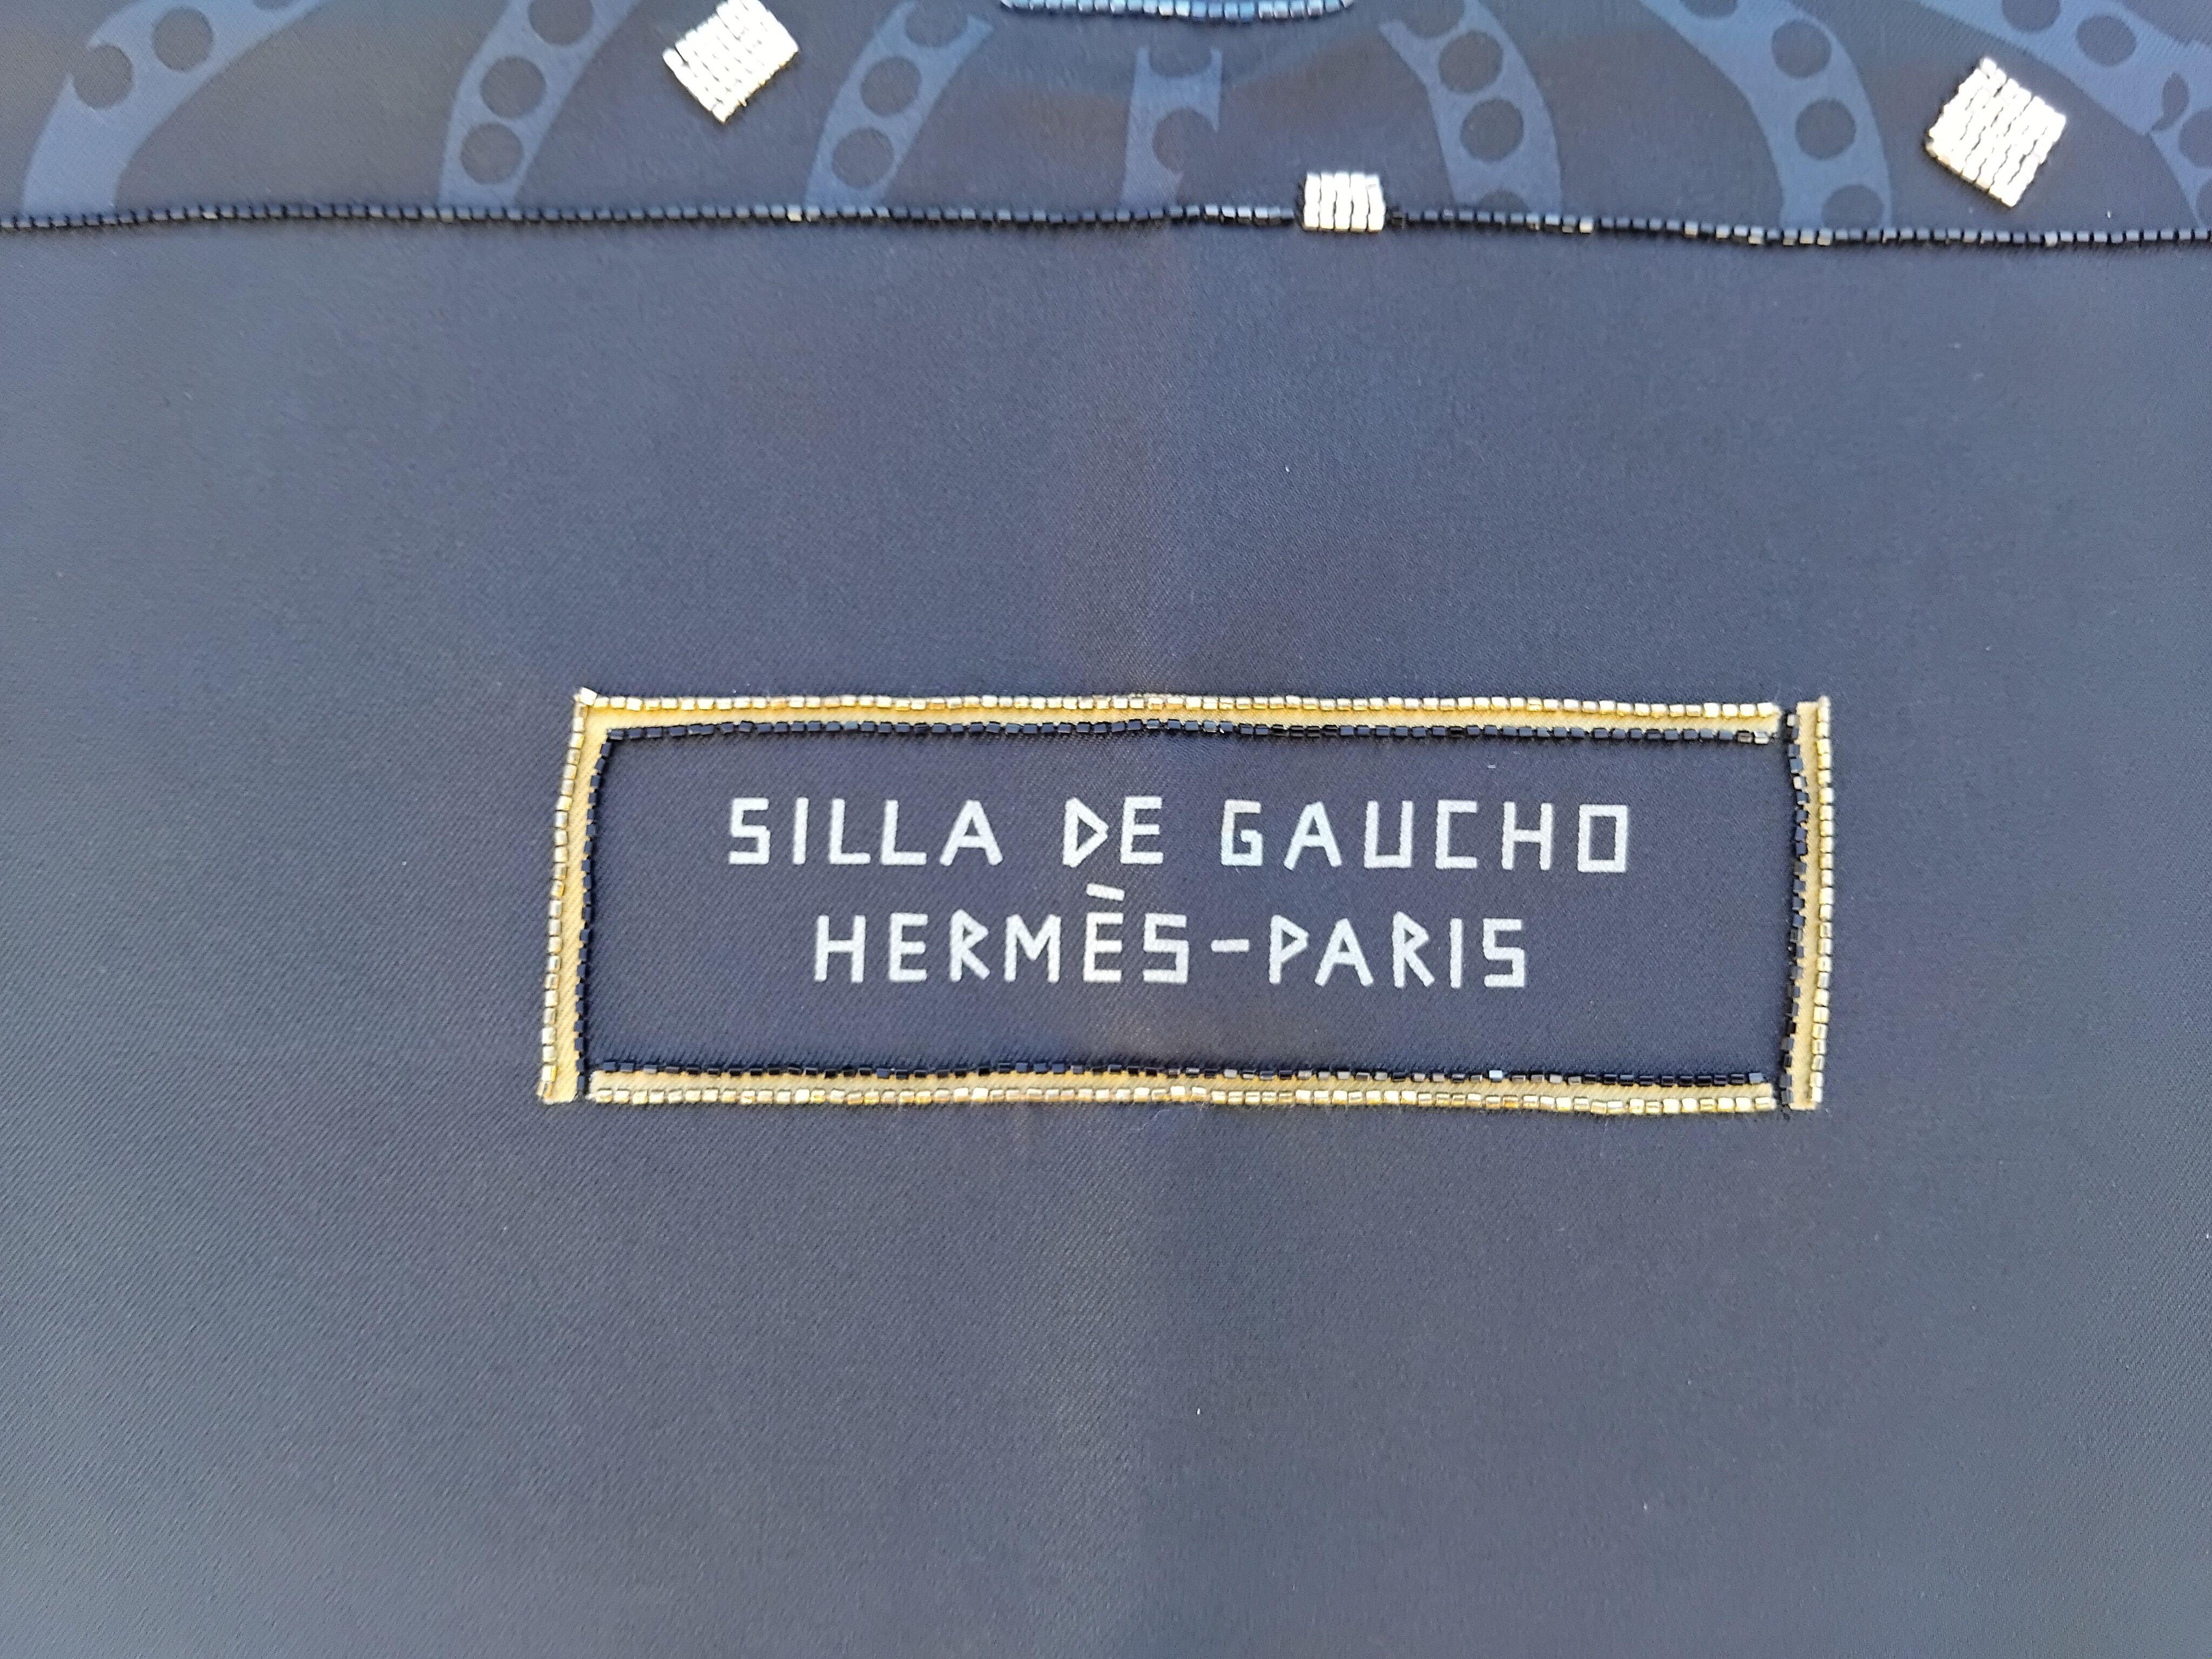 SILLA DE GAUCHO
HERMÈS-PARIS